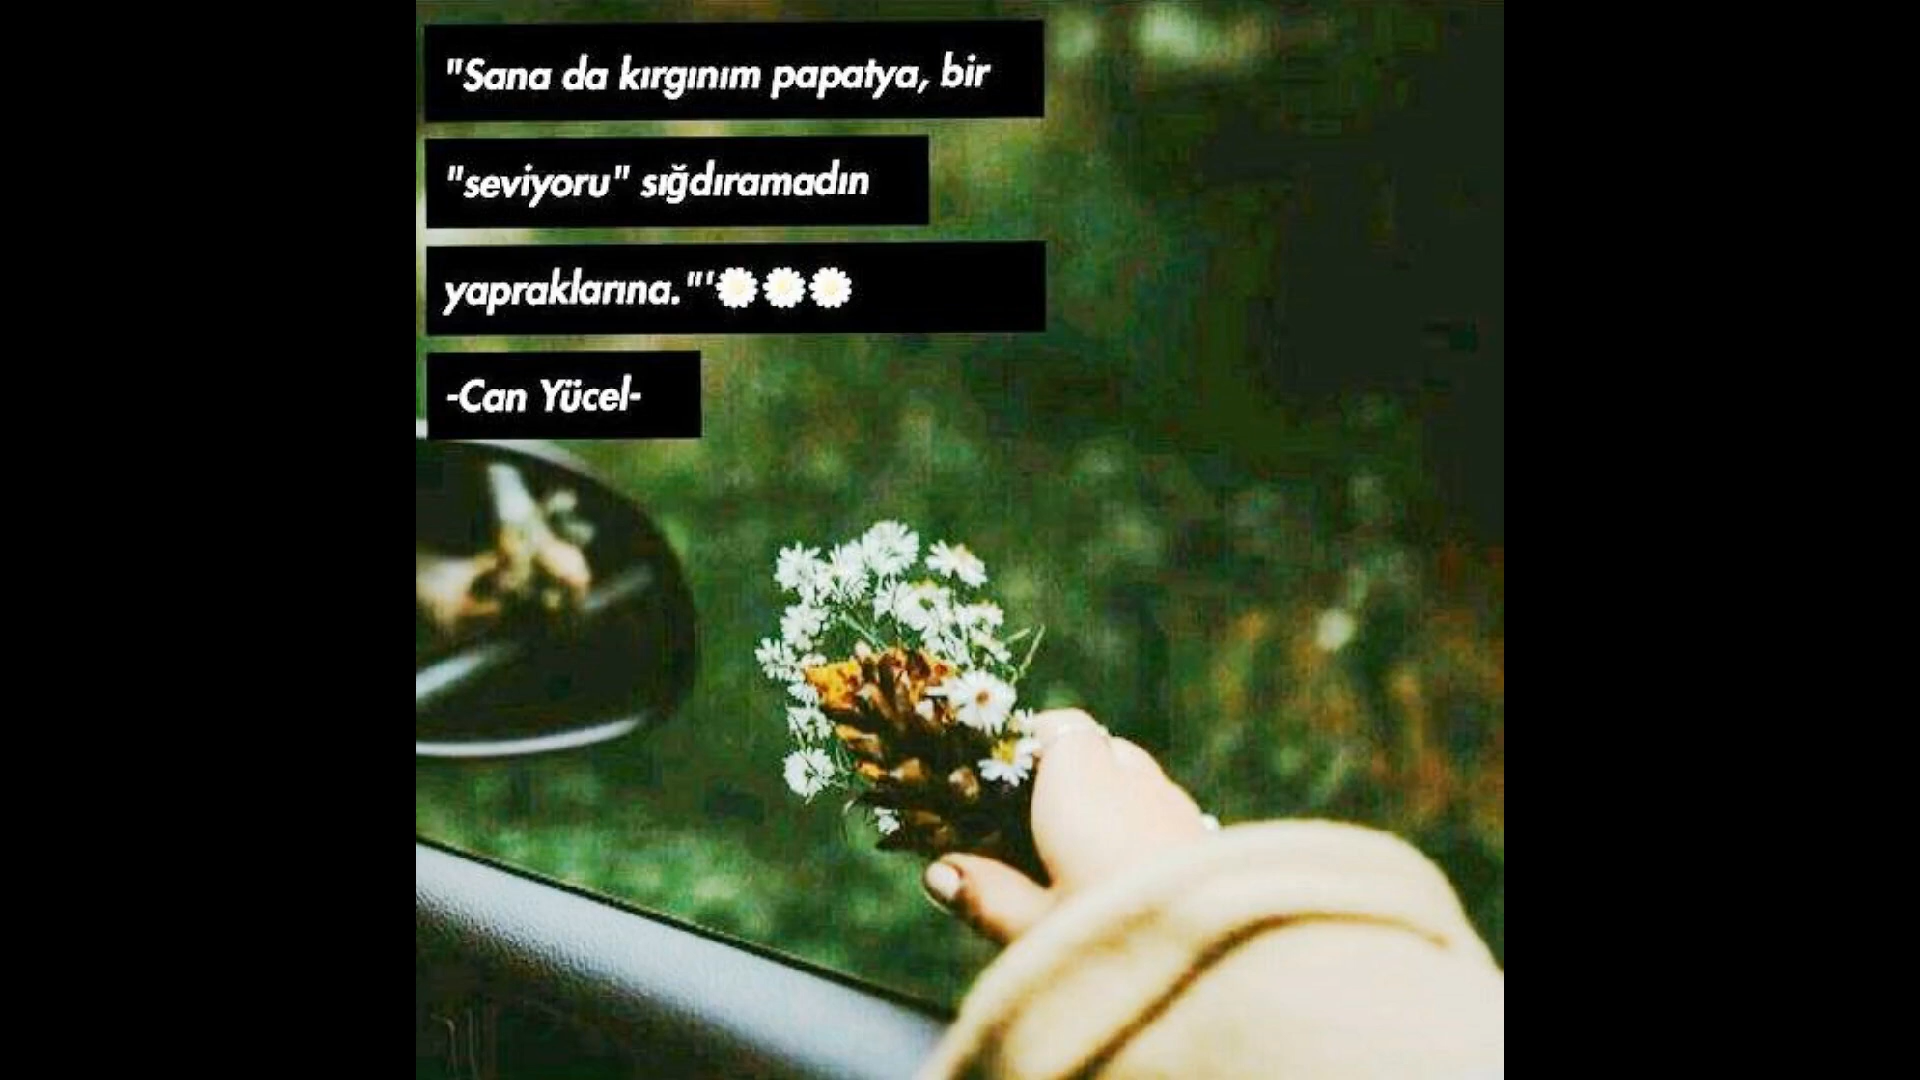 "Sana da kırgınım papatya, bir
"seviyoru" sığdıramadın
yapraklarına."'🌼🌼🌼
-Can Yücel-